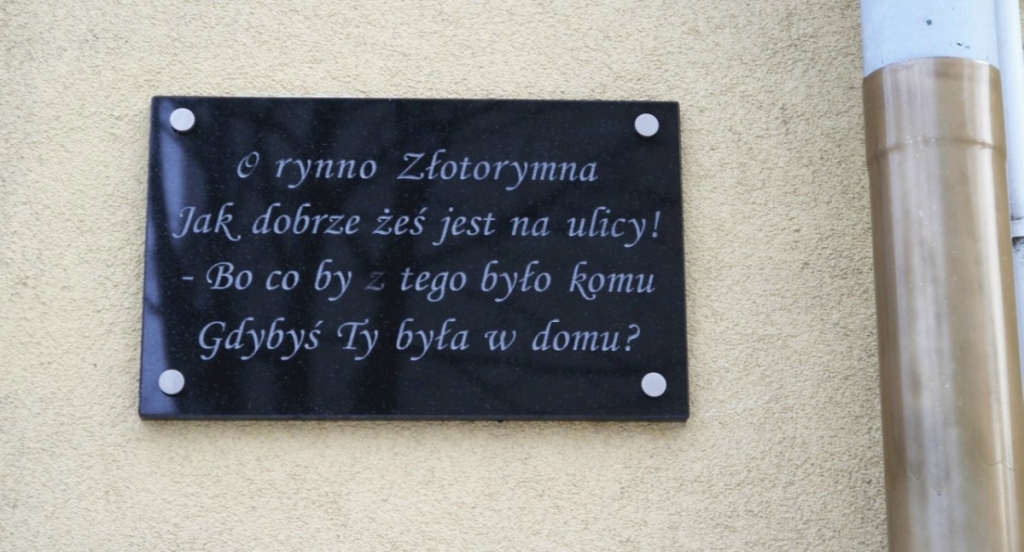 O rynno Złotorymna
Jak dobrze żeś jest na ulicy!
- Bo co by z tego było komu
Gdybyś Ty była w domu?